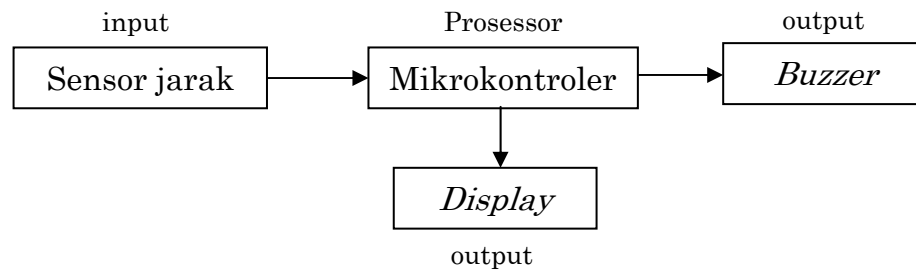 input
Prosessor
output
Sensor jarak
Mikrokontroler
Buzzer
Display
output